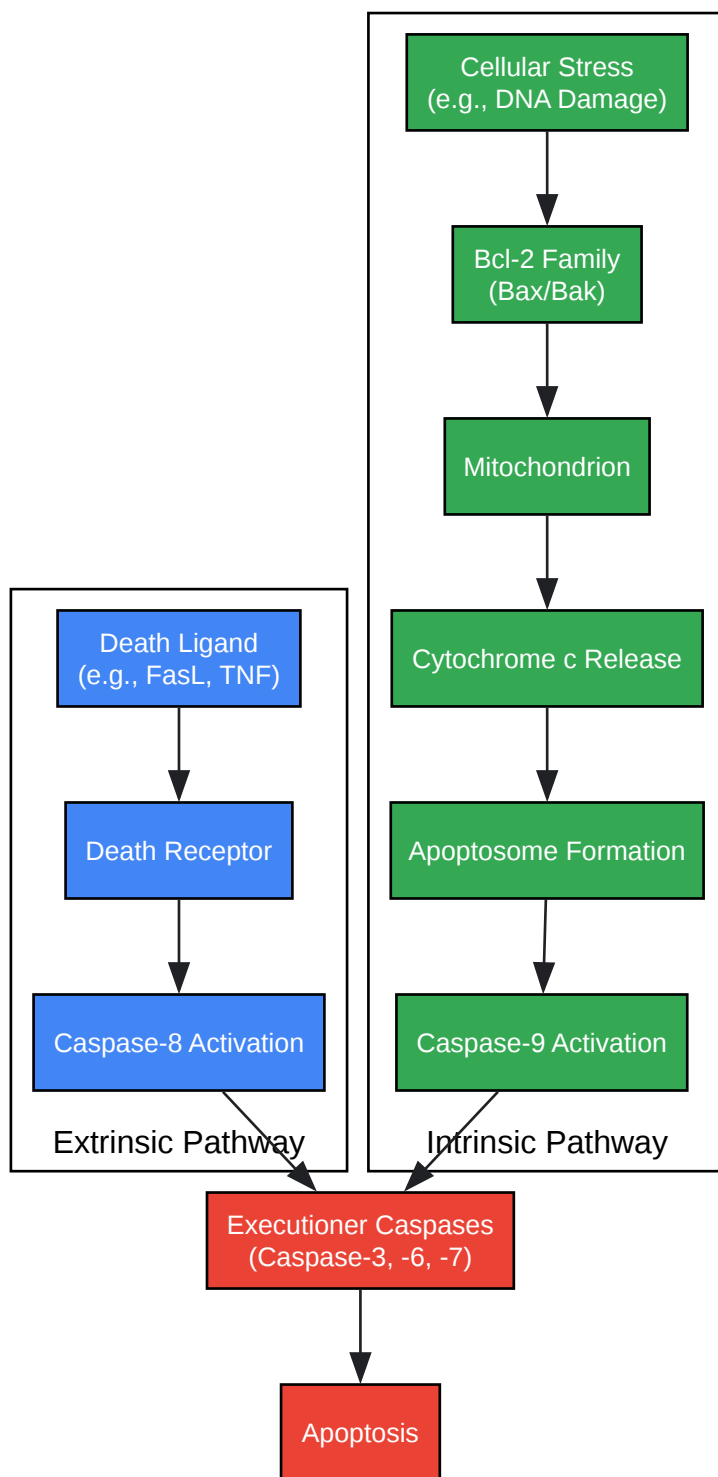 Cellular Stress
(e.g., DNA Damage)
Bcl-2 Family
(Bax/Bak)
Mitochondrion
Cytochrome c Release
Apoptosome Formation
Caspase-9 Activation
Intrinsic Pathway
Death Ligand
(e.g., FasL, TNF)
Death Receptor
Caspase-8 Activation
Extrinsic Pathway
Executioner Caspases
(Caspase-3, -6, -7)
Apoptosis